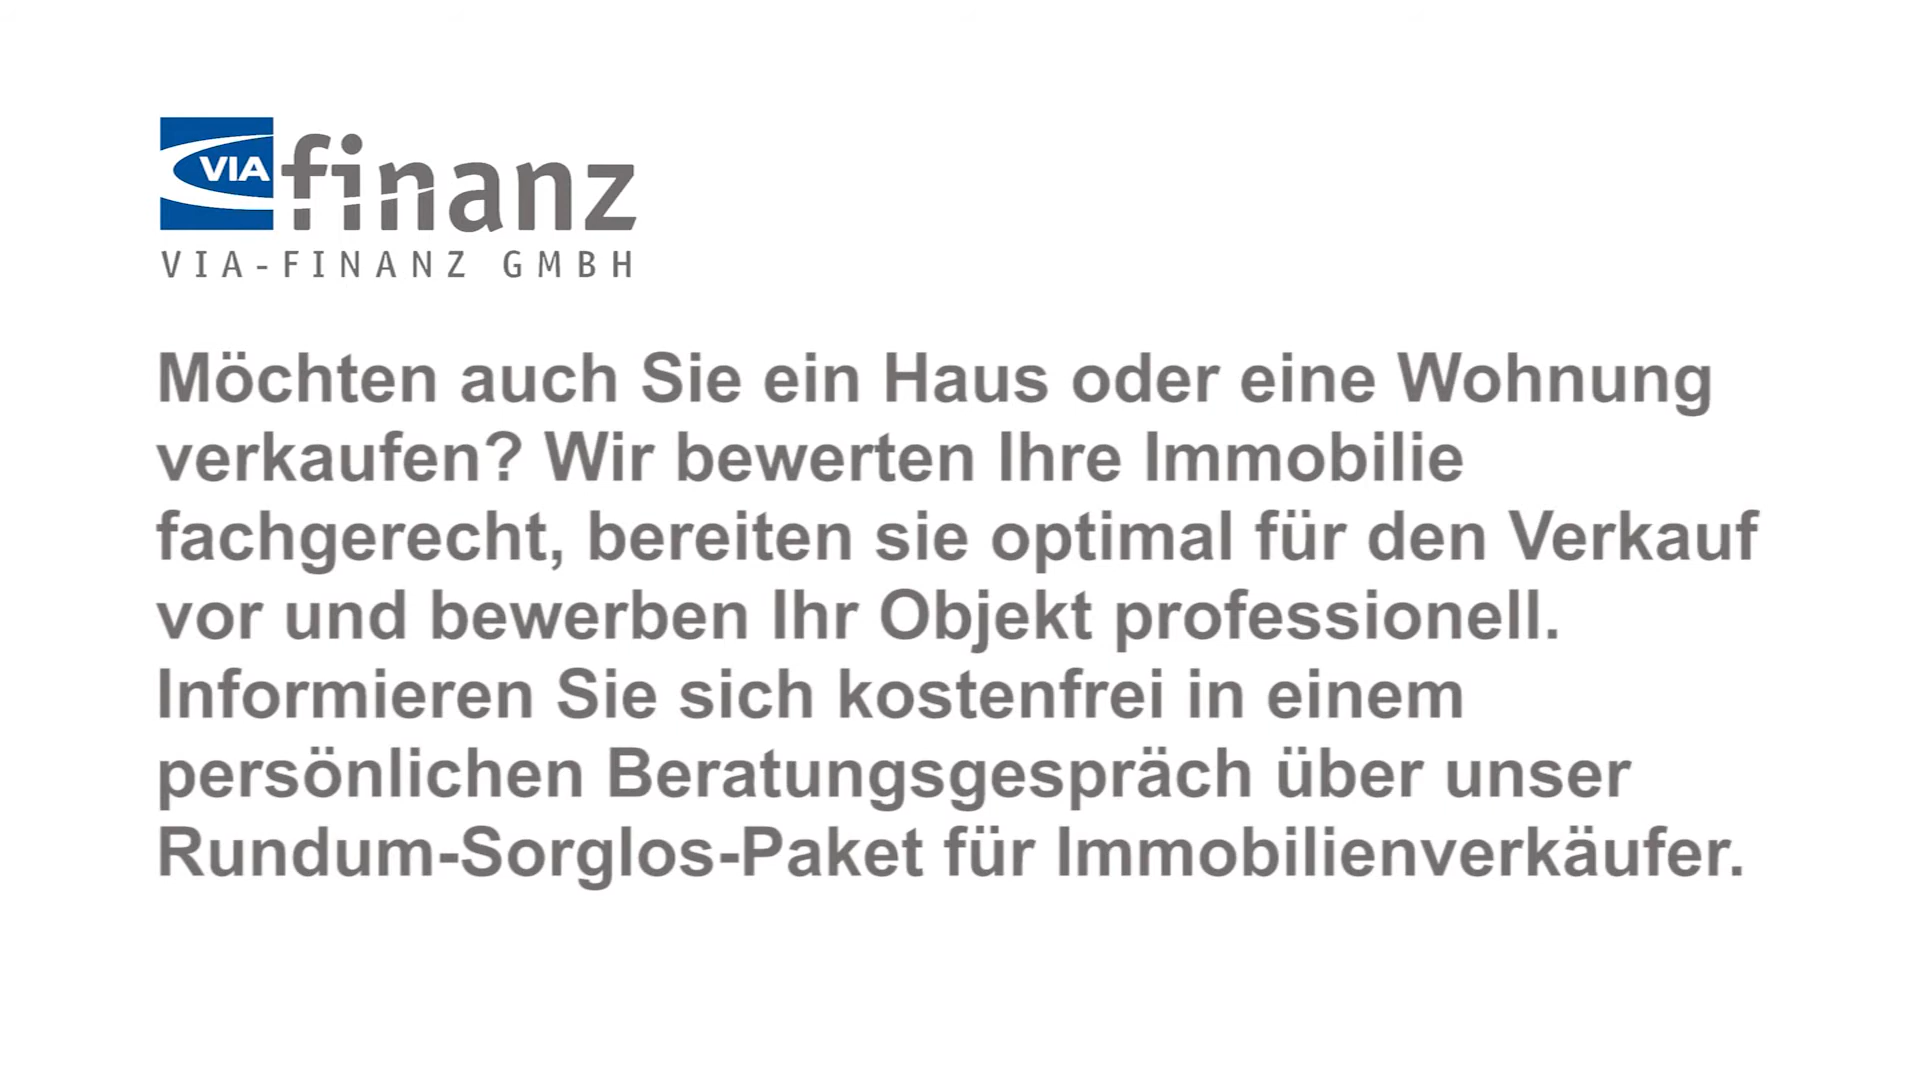 VIA finanz
VIA-FINANZ GMBH
Möchten auch Sie ein Haus oder eine Wohnung
verkaufen? Wir bewerten Ihre Immobilie
fachgerecht, bereiten sie optimal für den Verkauf
vor und bewerben Ihr Objekt professionell.
Informieren Sie sich kostenfrei in einem
persönlichen Beratungsgespräch über unser
Rundum-Sorglos-Paket für Immobilienverkäufer.